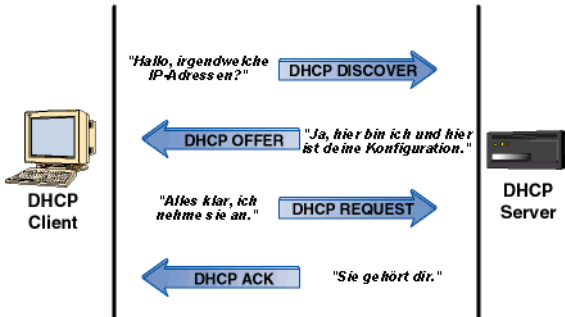 "Hallo, irgendwelche
IP-Adressen?"
DHCP DISCOVER
DHCP OFFER
"Ja, hier bin ich und hier
ist deine Konfiguration."
DHCP
Client
DHCP
Server
"Alles klar, ich
nehme sie an."
DHCP REQUEST
DHCP ACK
"Sie gehört dir."